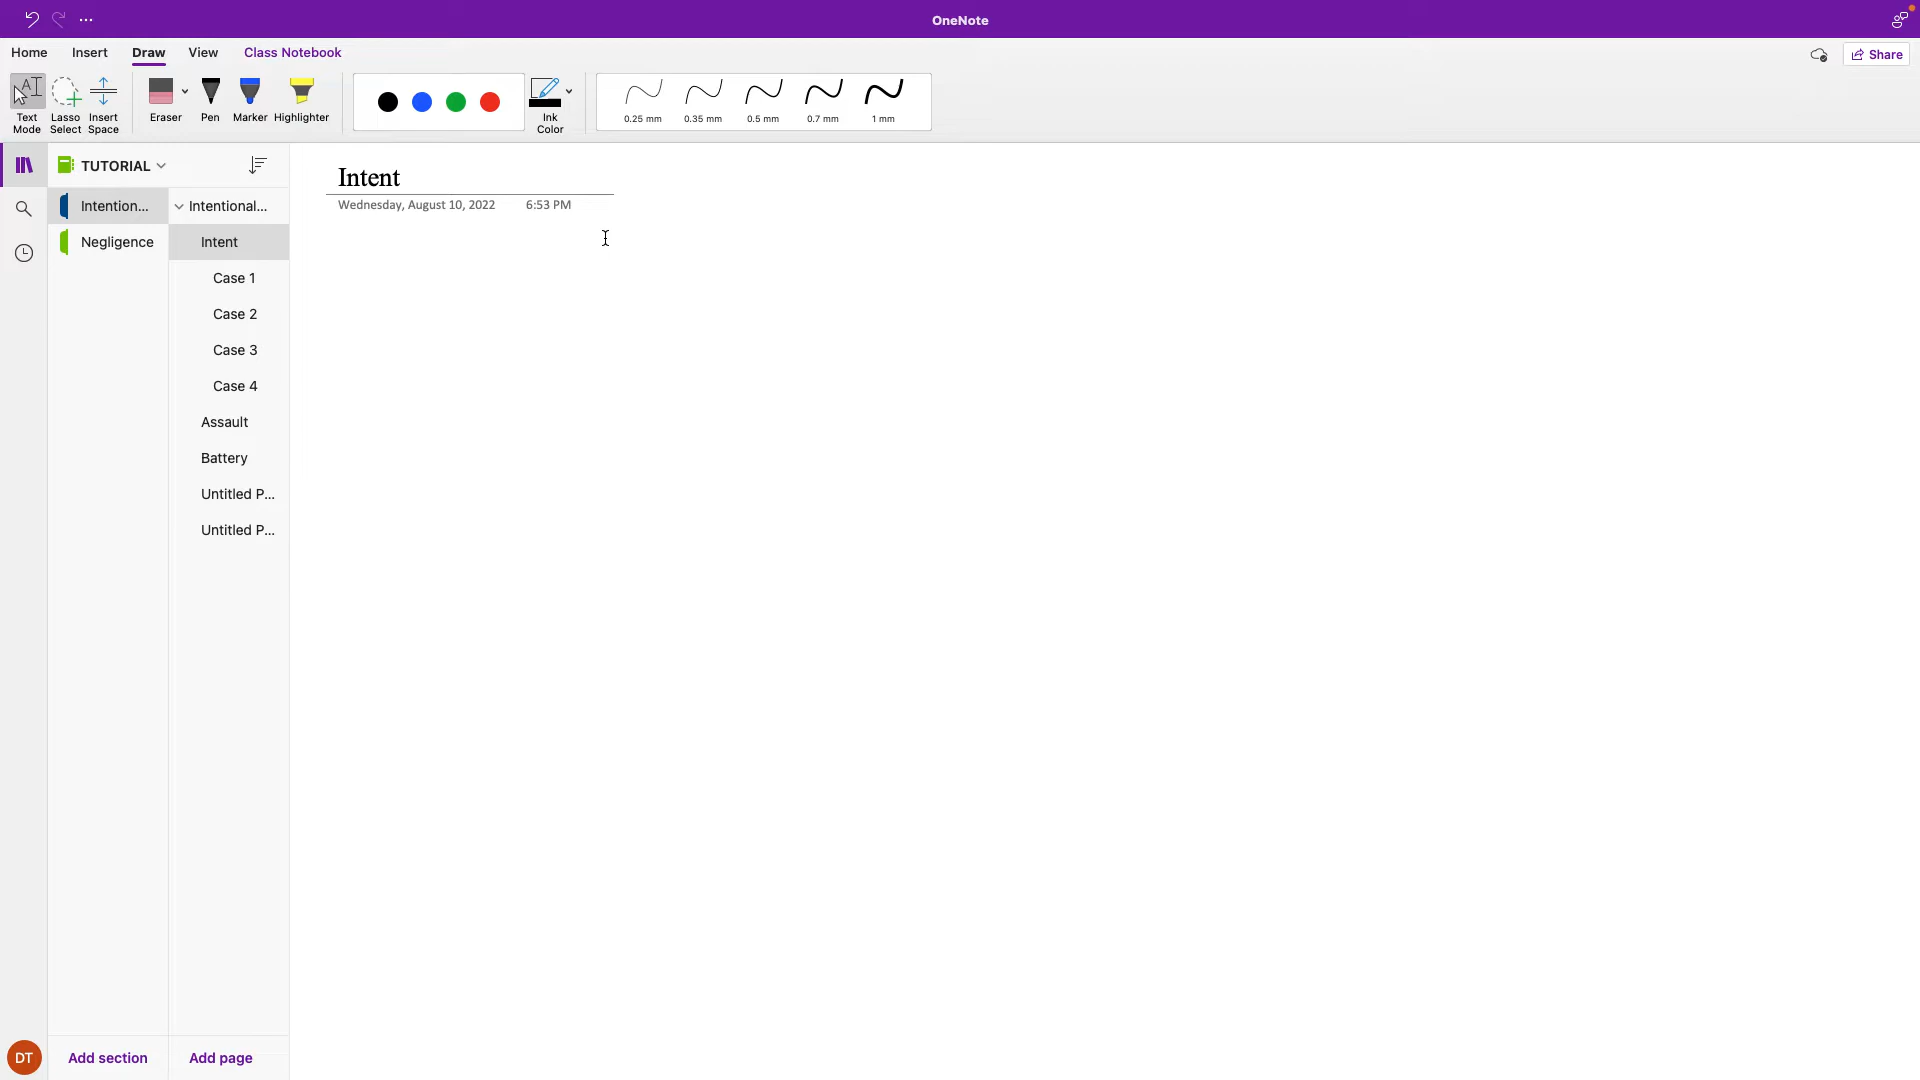 OneNote
Home Insert Draw View Class Notebook
Share
Text Mode
Lasso Select
Insert Space
Eraser
Pen
Marker
Highlighter
Ink Color
0.25 mm 0.35 mm 0.5 mm 0.7 mm 1 mm
TUTORIAL
Intention...
Negligence
Intentional...
Intent
Case 1
Case 2
Case 3
Case 4
Assault
Battery
Untitled P...
Untitled P...
Intent
Wednesday, August 10, 2022 6:53 PM
DT
Add section
Add page